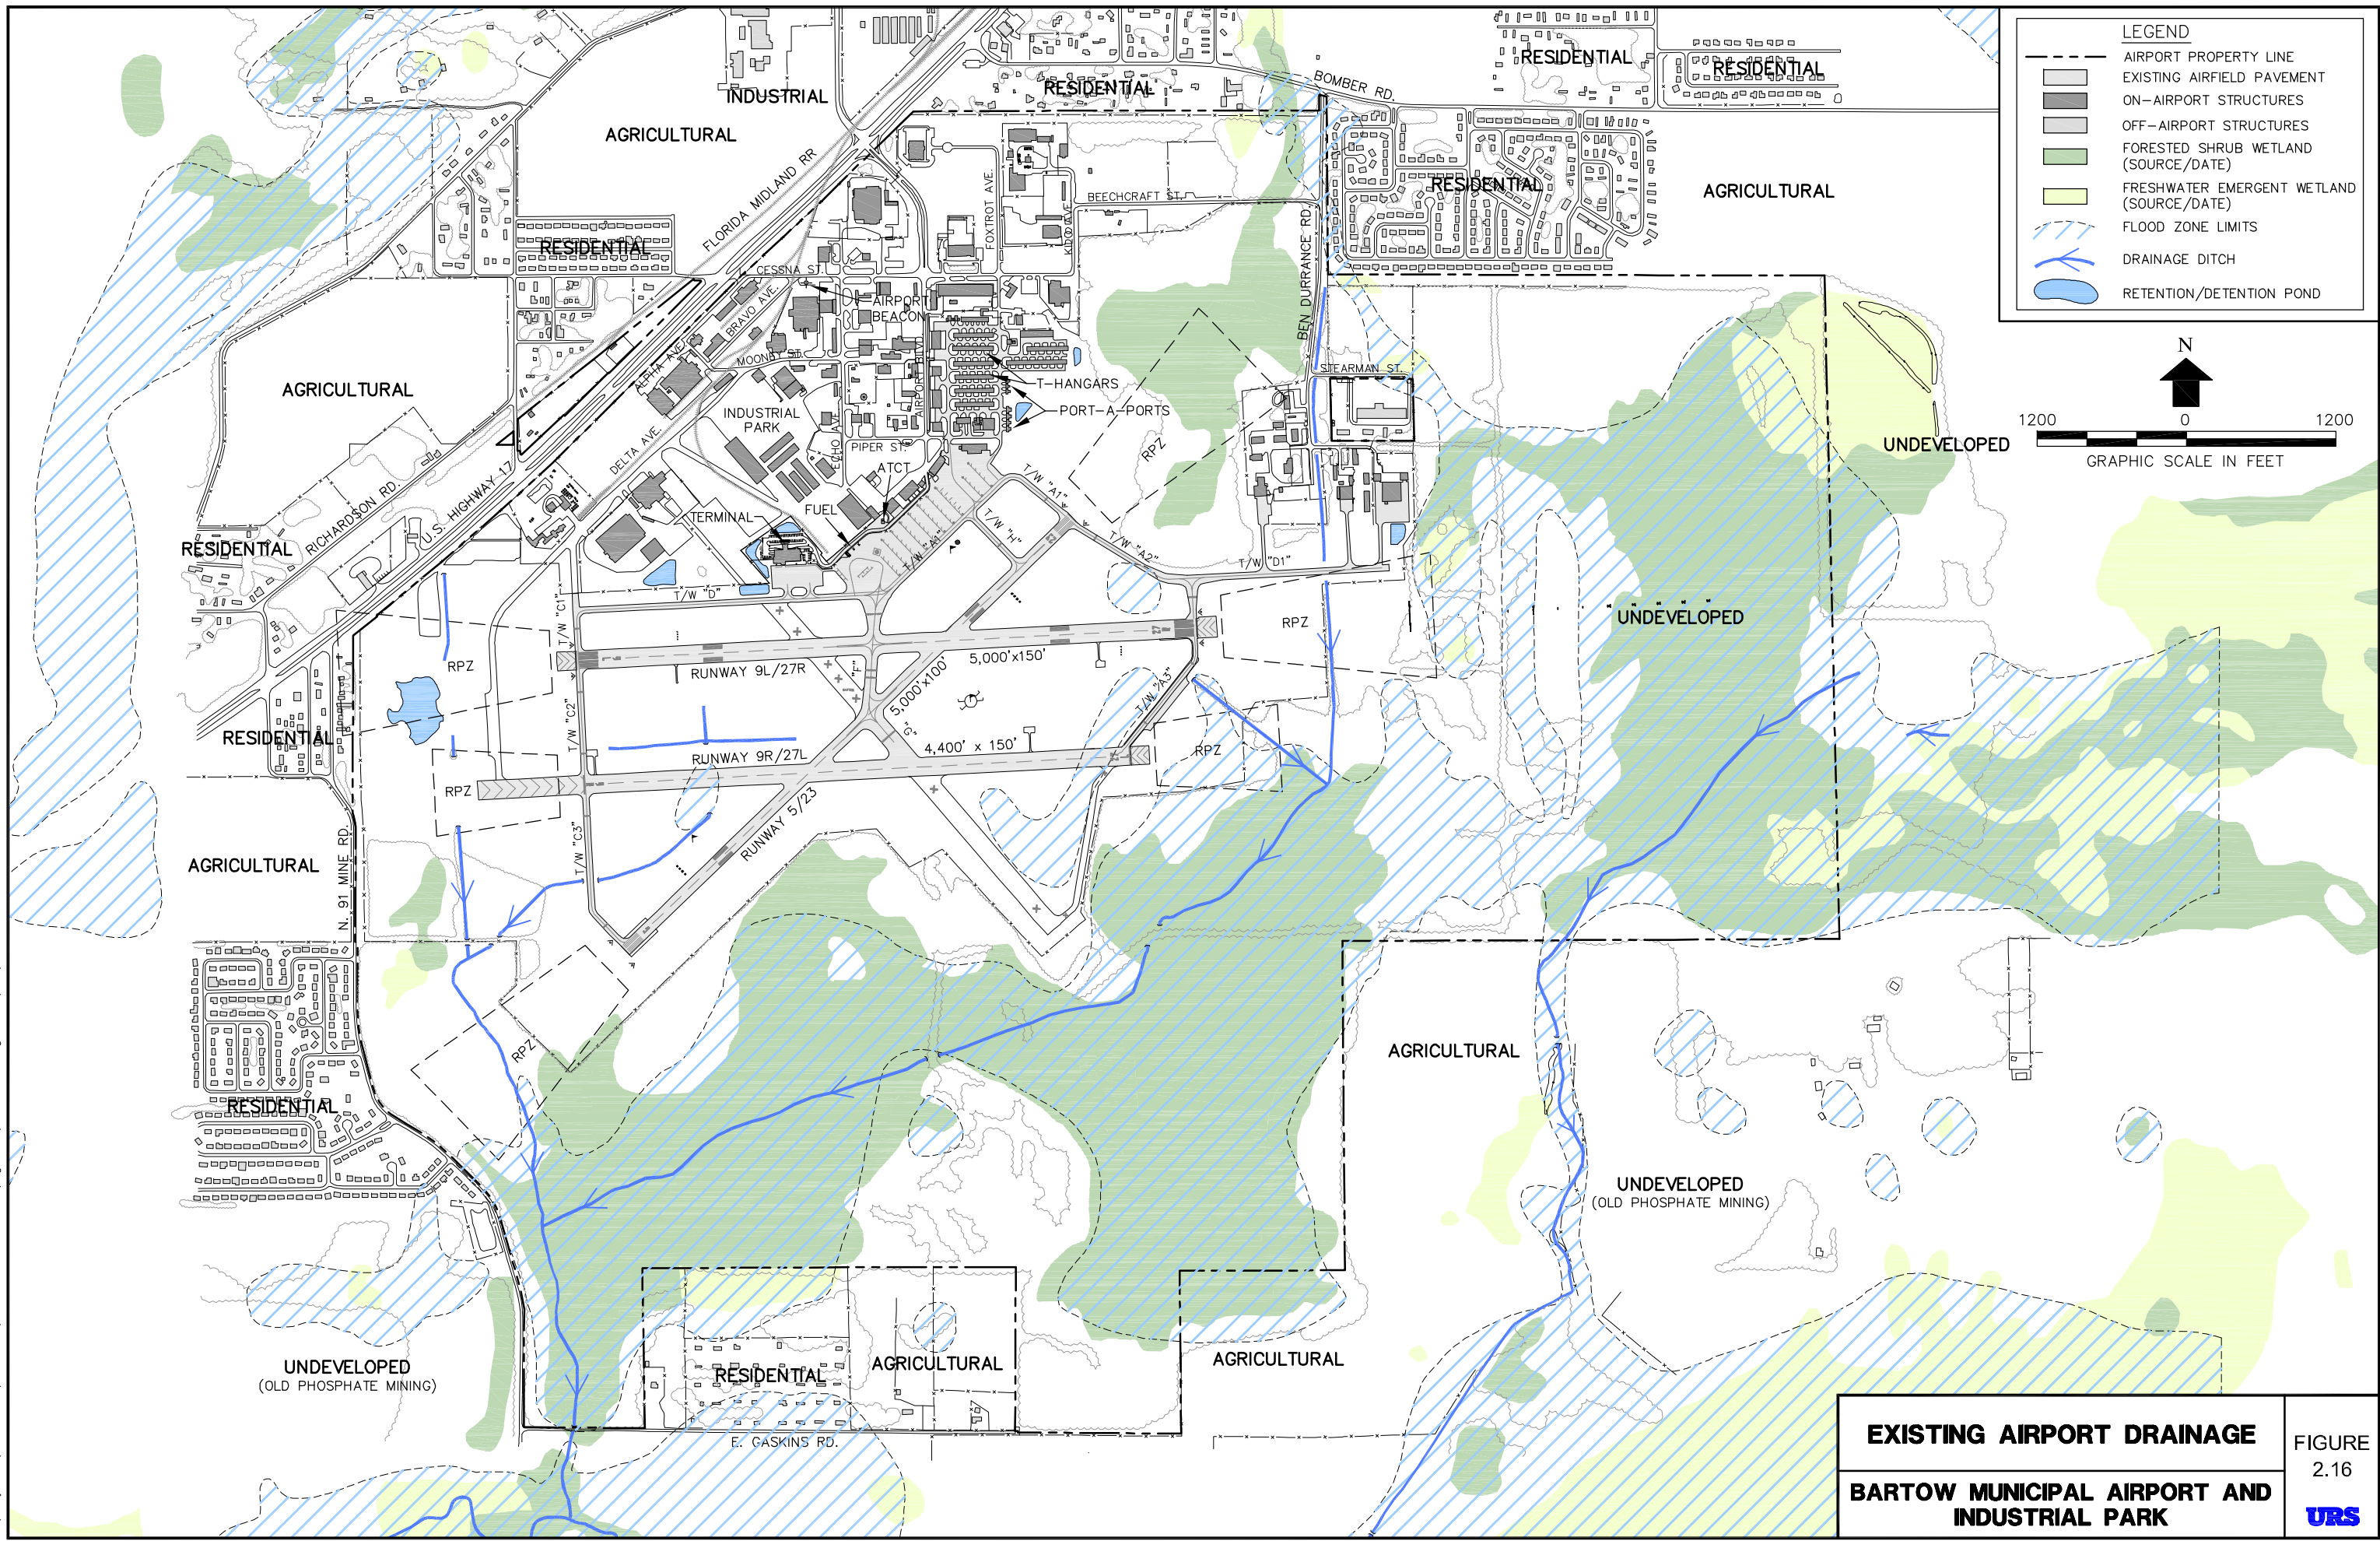 LEGEND
AIRPORT PROPERTY LINE
EXISTING AIRFIELD PAVEMENT
ON-AIRPORT STRUCTURES
OFF-AIRPORT STRUCTURES
FORESTED SHRUB WETLAND
(SOURCE/DATE)
FRESHWATER EMERGENT WETLAND
(SOURCE/DATE)
FLOOD ZONE LIMITS
DRAINAGE DITCH
RETENTION/DETENTION POND
N
1200
0
1200
GRAPHIC SCALE IN FEET
RESIDENTIAL
RESIDENTIAL
RESIDENTIAL
BOMBER RD.
INDUSTRIAL
AGRICULTURAL
FLORIDA MIDLAND RR
FOXTROT AVE.
BEECHCRAFT ST.
RESIDENTIAL
AGRICULTURAL
BEN DURRANCE RD.
RESIDENTIAL
CESSNA ST.
BRAVO AVE.
AIRPORT
BEACON
ALPHA AVE.
MOONEY ST.
AIRPORT BLVD.
STEARMAN ST.
AGRICULTURAL
T-HANGARS
PORT-A-PORTS
INDUSTRIAL
PARK
DELTA AVE.
ECHO AVE.
PIPER ST.
ATCT
RPZ
UNDEVELOPED
U.S. HIGHWAY 17
RICHARDSON RD.
RESIDENTIAL
TERMINAL
FUEL
T/W "A1"
T/W "H"
T/W "A1"
T/W "A2"
T/W "D1"
T/W "D"
T/W "C1"
RPZ
UNDEVELOPED
RPZ
RUNWAY 9L/27R
5,000'x150'
"F"
5,000'x100'
T/W "A3"
T/W "C2"
RESIDENTIAL
"G"
4,400' x 150'
RUNWAY 9R/27L
RPZ
RPZ
RUNWAY 5/23
T/W "C3"
AGRICULTURAL
N. 91 MINE RD.
RPZ
AGRICULTURAL
RESIDENTIAL
UNDEVELOPED
(OLD PHOSPHATE MINING)
UNDEVELOPED
(OLD PHOSPHATE MINING)
RESIDENTIAL
AGRICULTURAL
AGRICULTURAL
E. GASKINS RD.
EXISTING AIRPORT DRAINAGE
BARTOW MUNICIPAL AIRPORT AND
INDUSTRIAL PARK
FIGURE
2.16
URS